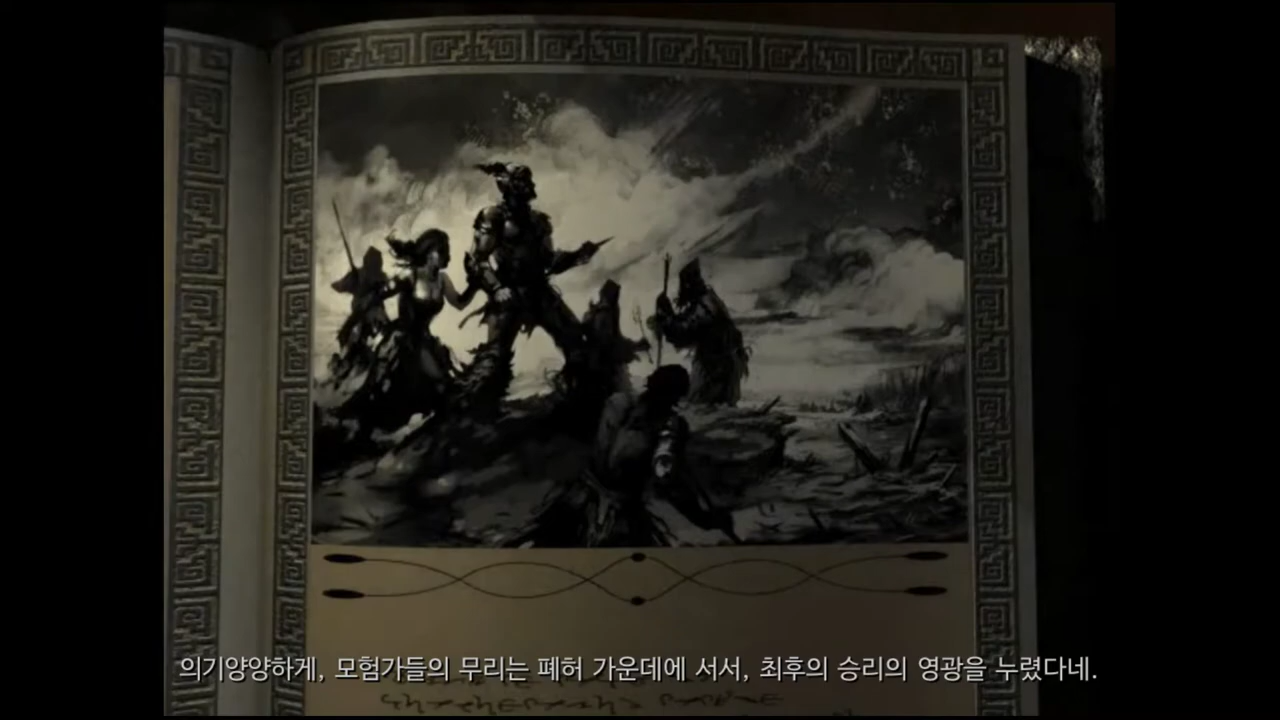 의기양양하게, 모험가들의 무리는 폐허 가운데에 서서, 최후의 승리의 영광을 누렸다네.